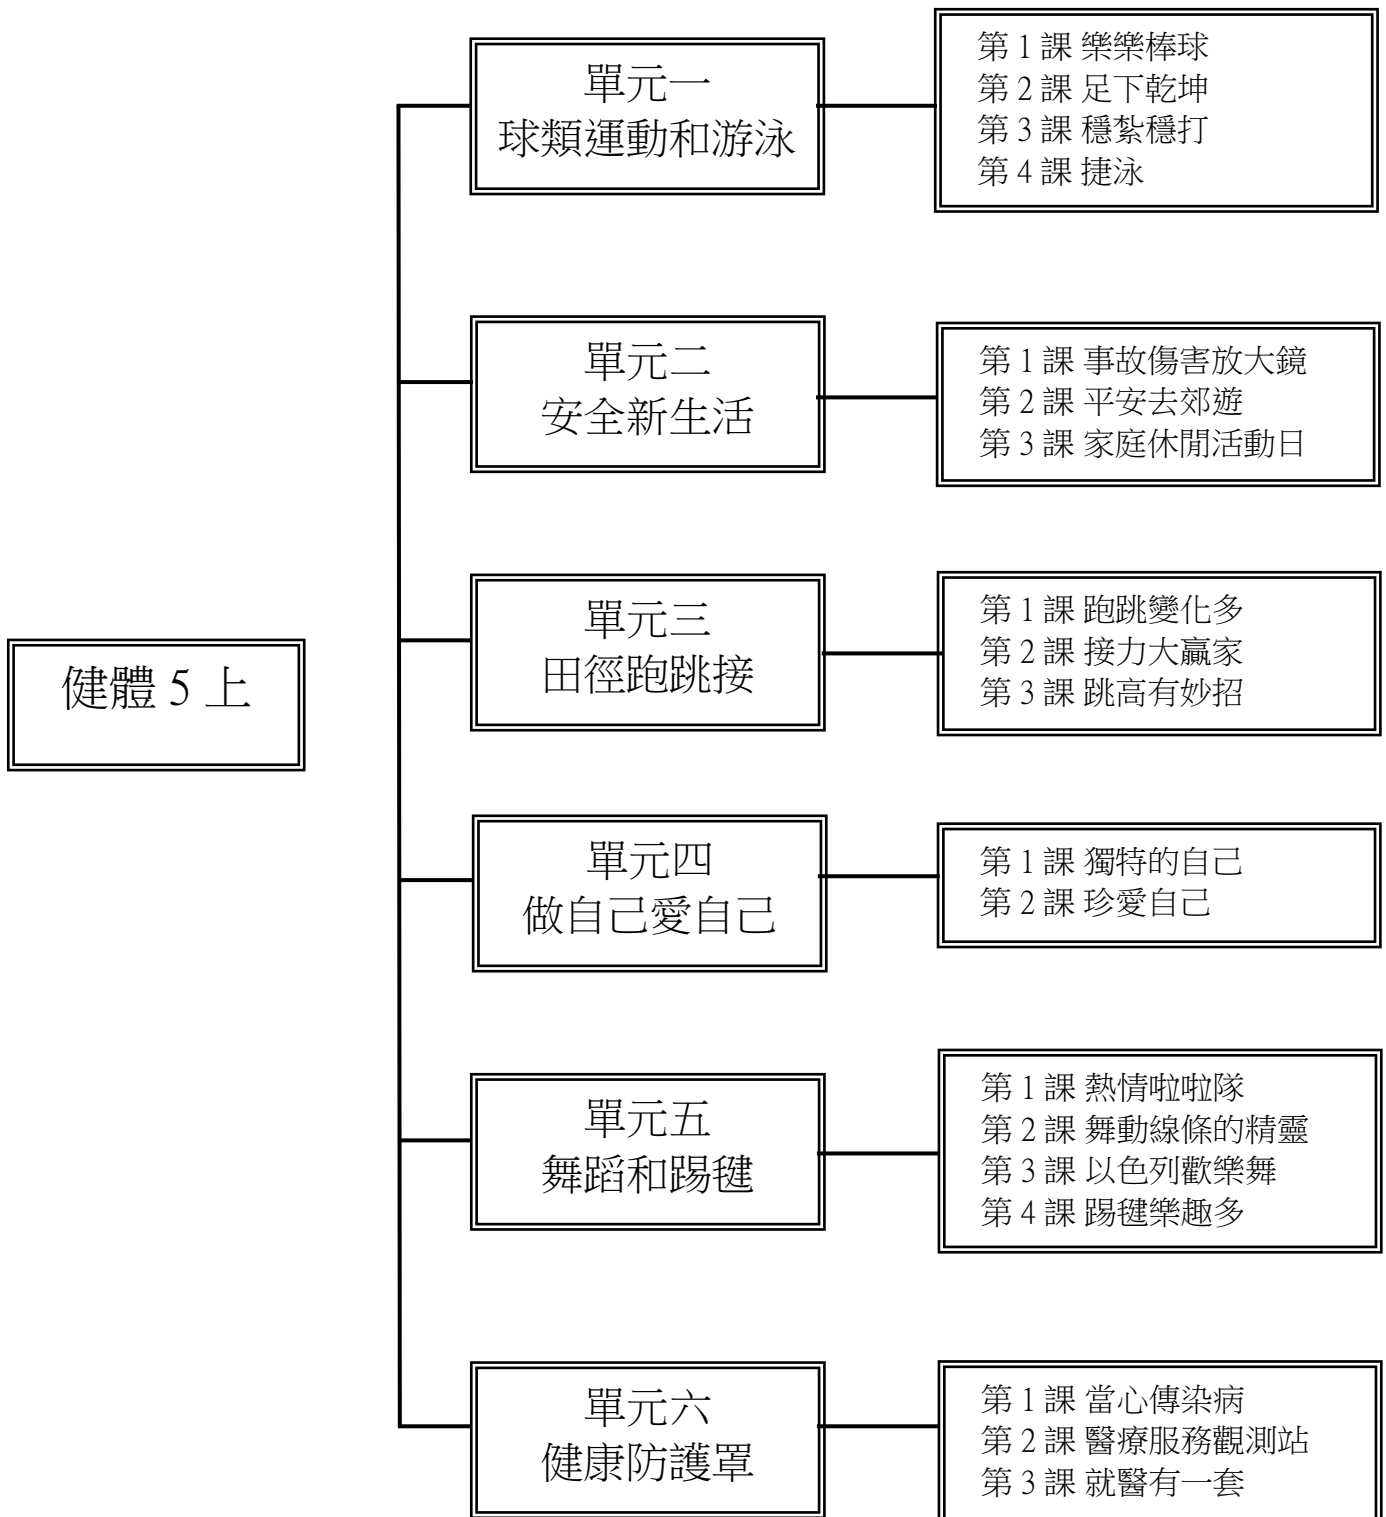 健體 5 上
單元一
球類運動和游泳
第 1 課 樂樂棒球
第 2 課 足下乾坤
第 3 課 穩紮穩打
第 4 課 捷泳
單元二
安全新生活
第 1 課 事故傷害放大鏡
第 2 課 平安去郊遊
第 3 課 家庭休閒活動日
單元三
田徑跑跳接
第 1 課 跑跳變化多
第 2 課 接力大贏家
第 3 課 跳高有妙招
單元四
做自己愛自己
第 1 課 獨特的自己
第 2 課 珍愛自己
單元五
舞蹈和踢毽
第 1 課 熱情啦啦隊
第 2 課 舞動線條的精靈
第 3 課 以色列歡樂舞
第 4 課 踢毽樂趣多
單元六
健康防護罩
第 1 課 當心傳染病
第 2 課 醫療服務觀測站
第 3 課 就醫有一套